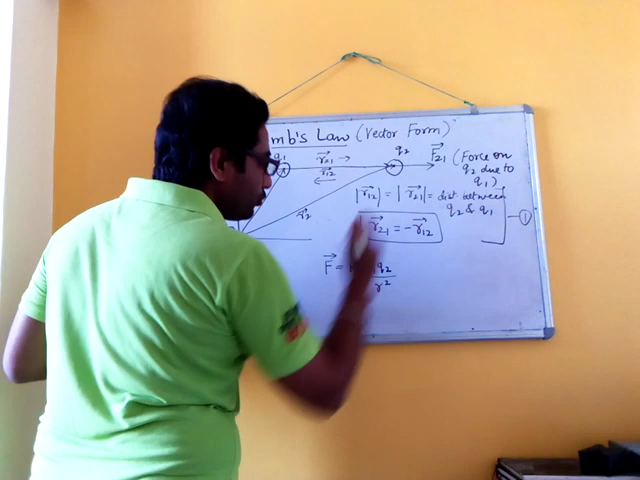 mb's Law (Vector Form)
q1 r21 → q2 F21 (Force on
r12 ← q2 due to
q1)
|r12| = |r21| = dist between
q2 & q1
r2
r21 = -r12 1
F = q2
r2